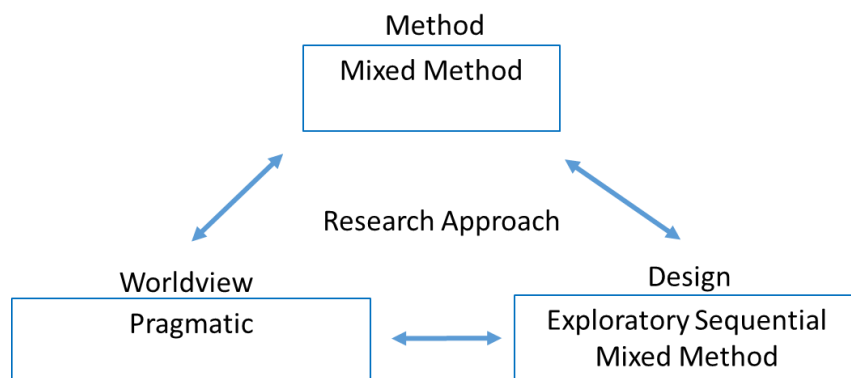 Method
Mixed Method
Research Approach
Worldview
Pragmatic
Design
Exploratory Sequential
Mixed Method